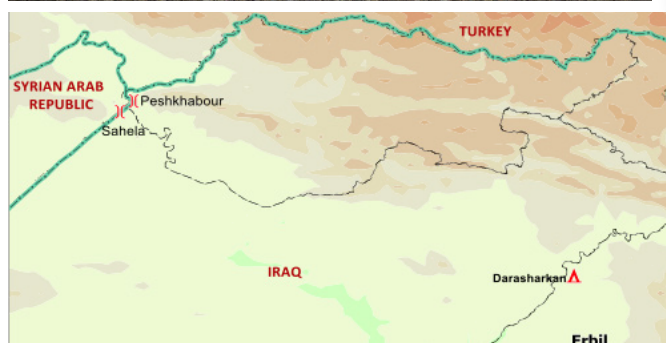 TURKEY
SYRIAN ARAB
REPUBLIC
Peshkhabour
Sahela
IRAQ
Darasharkan
Erbil